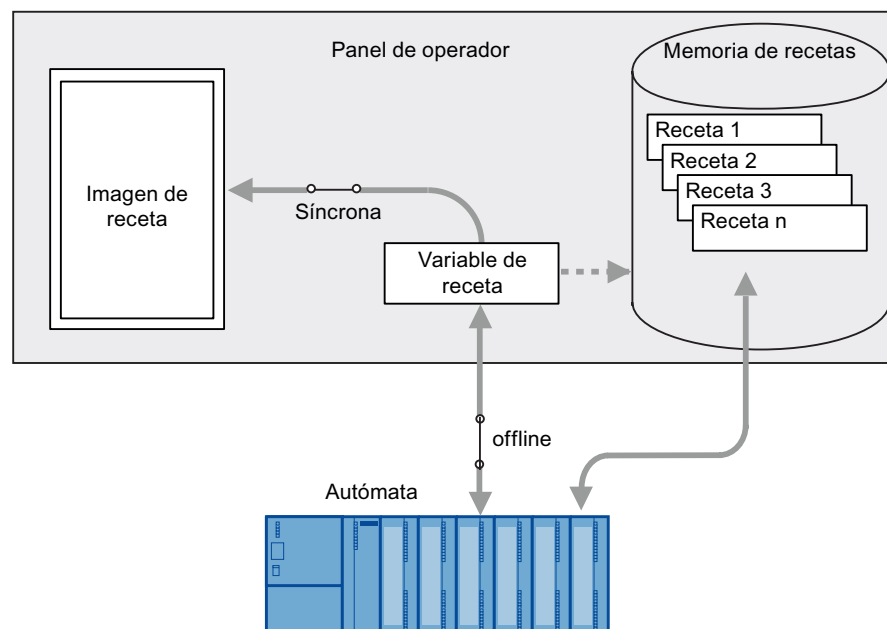 Panel de operador
Memoria de recetas
Receta 1
Receta 2
Receta 3
Receta n
Imagen de
receta
Síncrona
Variable de
receta
offline
Autómata